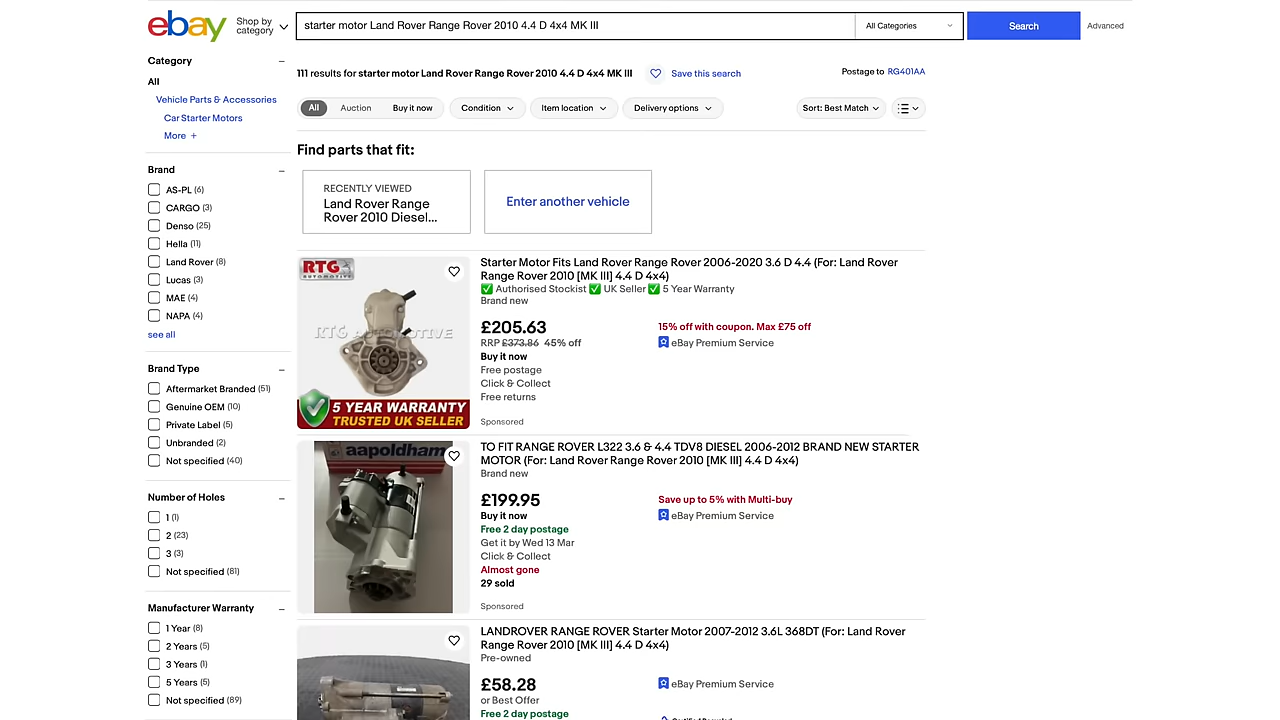 ebay
Shop by category
starter motor Land Rover Range Rover 2010 4.4 D 4x4 MK III
All Categories
Search
Advanced
Category
All
Vehicle Parts & Accessories
Car Starter Motors
More +
Brand
AS-PL (6)
CARGO (3)
Denso (25)
Hella (11)
Land Rover (8)
Lucas (3)
MAE (4)
NAPA (4)
see all
Brand Type
Aftermarket Branded (51)
Genuine OEM (10)
Private Label (5)
Unbranded (2)
Not specified (40)
Number of Holes
1 (1)
2 (23)
3 (3)
Not specified (81)
Manufacturer Warranty
1 Year (8)
2 Years (5)
3 Years (1)
5 Years (5)
Not specified (89)
111 results for starter motor Land Rover Range Rover 2010 4.4 D 4x4 MK III
Save this search
Postage to RG401AA
All
Auction
Buy it now
Condition
Item location
Delivery options
Sort: Best Match
Find parts that fit:
RECENTLY VIEWED
Land Rover Range
Rover 2010 Diesel...
Enter another vehicle
RTG
AUTOMOTIVE
RTG AUTOMOTIVE
5 YEAR WARRANTY
TRUSTED UK SELLER
Starter Motor Fits Land Rover Range Rover 2006-2020 3.6 D 4.4 (For: Land Rover
Range Rover 2010 [MK III] 4.4 D 4x4)
✅ Authorised Stockist ✅ UK Seller ✅ 5 Year Warranty
Brand new
£205.63
RRP £373.86 45% off
Buy it now
Free postage
Click & Collect
Free returns
15% off with coupon. Max £75 off
eBay Premium Service
Sponsored
aapoldham
TO FIT RANGE ROVER L322 3.6 & 4.4 TDV8 DIESEL 2006-2012 BRAND NEW STARTER
MOTOR (For: Land Rover Range Rover 2010 [MK III] 4.4 D 4x4)
Brand new
£199.95
Buy it now
Free 2 day postage
Get it by Wed 13 Mar
Click & Collect
Almost gone
29 sold
Save up to 5% with Multi-buy
eBay Premium Service
Sponsored
LANDROVER RANGE ROVER Starter Motor 2007-2012 3.6L 368DT (For: Land Rover
Range Rover 2010 [MK III] 4.4 D 4x4)
Pre-owned
£58.28
or Best Offer
Free 2 day postage
eBay Premium Service